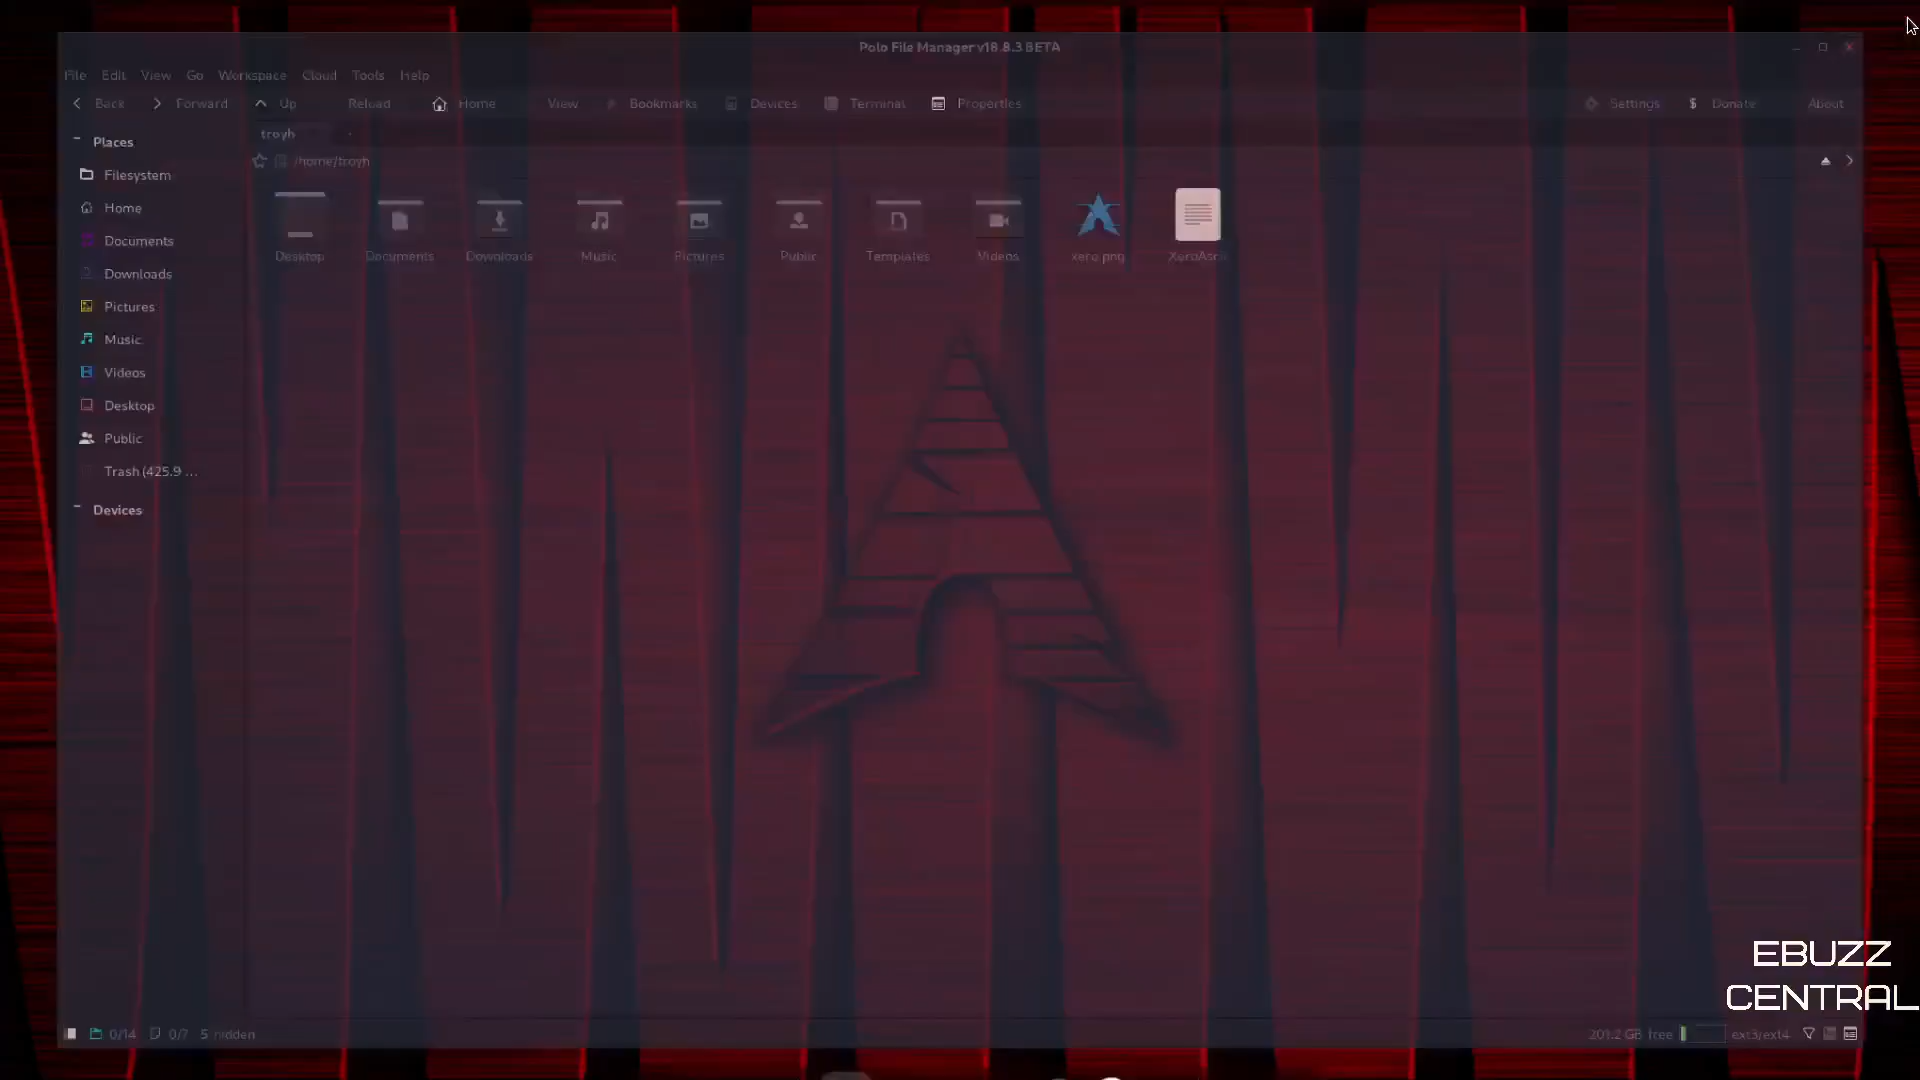 Polo File Manager v18.8.3 BETA
File Edit View Go Workspace Cloud Tools Help
Back Forward Up Reload Home View Bookmarks Devices Terminal Properties Settings $ Donate About
Places
troyh
/home/troyh
Filesystem
Home
Documents
Downloads
Pictures
Music
Videos
Desktop
Public
Trash (425.9 ...
Devices
Desktop Documents Downloads Music Pictures Public Templates Videos xero.png XeroAscii
EBUZZ
CENTRAL
0/14 0/7 5 hidden
201.2 GB free ext3/ext4